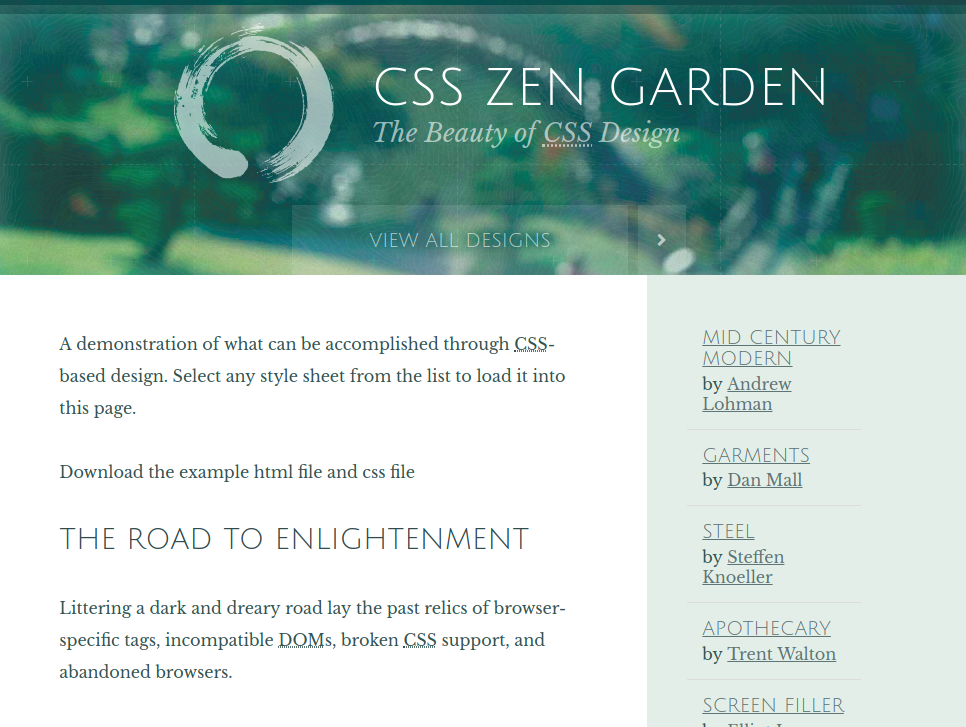 CSS ZEN GARDEN
The Beauty of CSS Design
VIEW ALL DESIGNS
A demonstration of what can be accomplished through CSS-
based design. Select any style sheet from the list to load it into
this page.
Download the example html file and css file
THE ROAD TO ENLIGHTENMENT
Littering a dark and dreary road lay the past relics of browser-
specific tags, incompatible DOMs, broken CSS support, and
abandoned browsers.
MID CENTURY
MODERN
by Andrew
Lohman
GARMENTS
by Dan Mall
STEEL
by Steffen
Knoeller
APOTHECARY
by Trent Walton
SCREEN FILLER